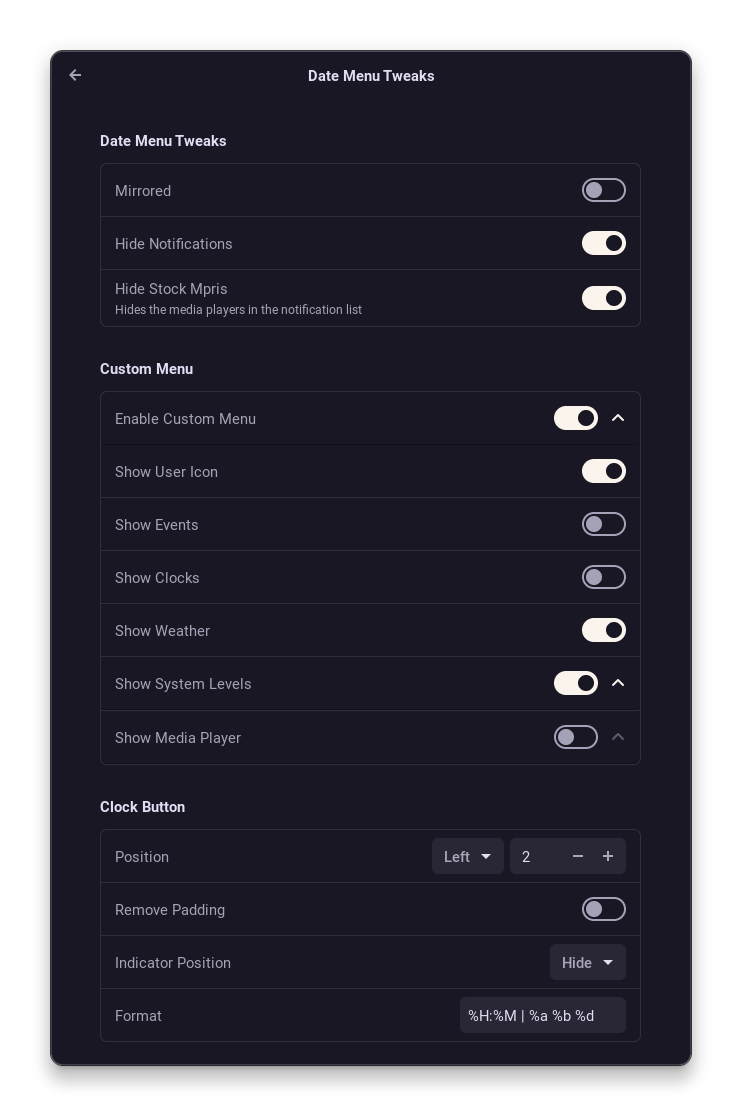 Date Menu Tweaks
Date Menu Tweaks
Mirrored
Hide Notifications
Hide Stock Mpris
Hides the media players in the notification list
Custom Menu
Enable Custom Menu
Show User Icon
Show Events
Show Clocks
Show Weather
Show System Levels
Show Media Player
Clock Button
Position Left 2 − +
Remove Padding
Indicator Position Hide
Format %H:%M | %a %b %d